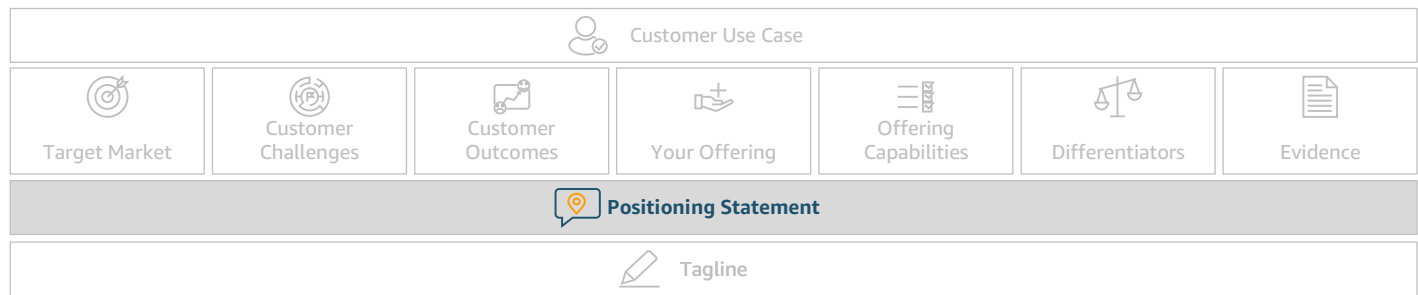 Customer Use Case
Target Market
Customer
Challenges
Customer
Outcomes
Your Offering
Offering
Capabilities
Differentiators
Evidence
Positioning Statement
Tagline